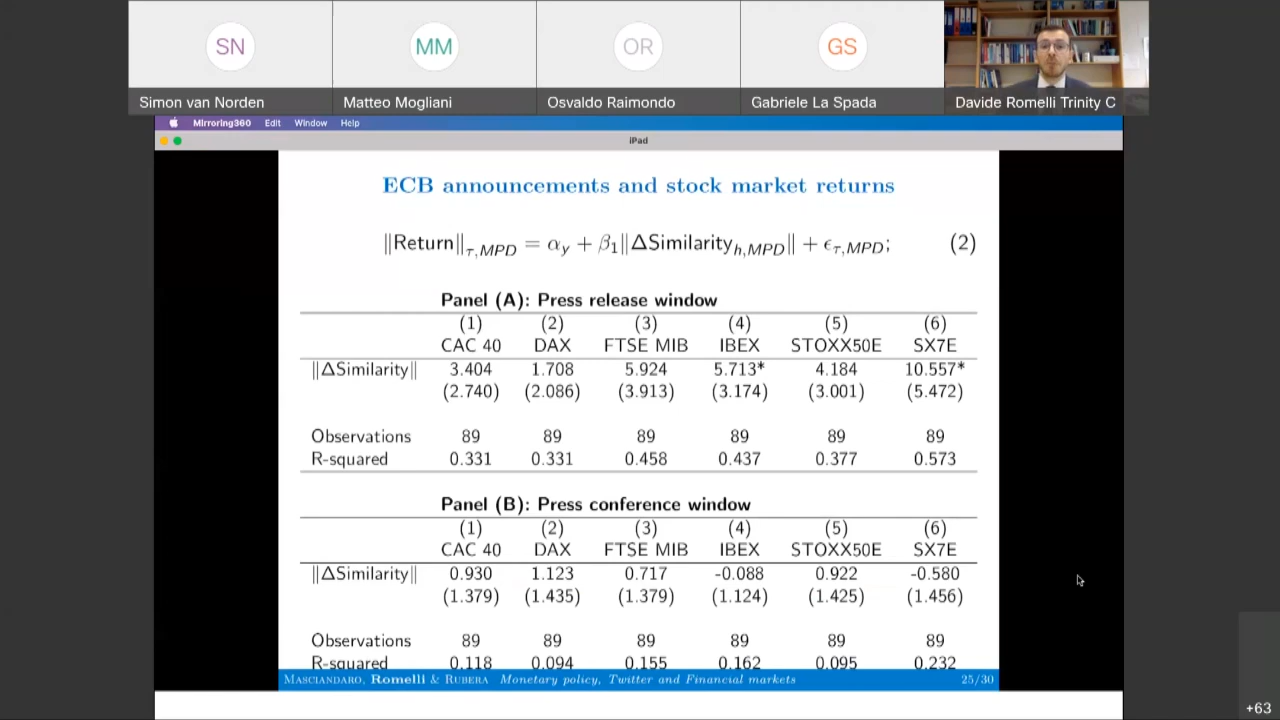 SN
MM
OR
GS
Simon van Norden
Matteo Mogliani
Osvaldo Raimondo
Gabriele La Spada
Davide Romelli Trinity C
Mirroring360 Edit Window Help
iPad
ECB announcements and stock market returns
‖Return‖τ,MPD = αy + β1‖ΔSimilarityh,MPD‖ + ϵτ,MPD; (2)
Panel (A): Press release window
(1) (2) (3) (4) (5) (6)
CAC 40 DAX FTSE MIB IBEX STOXX50E SX7E
‖ΔSimilarity‖ 3.404 1.708 5.924 5.713* 4.184 10.557*
(2.740) (2.086) (3.913) (3.174) (3.001) (5.472)
Observations 89 89 89 89 89 89
R-squared 0.331 0.331 0.458 0.437 0.377 0.573
Panel (B): Press conference window
(1) (2) (3) (4) (5) (6)
CAC 40 DAX FTSE MIB IBEX STOXX50E SX7E
‖ΔSimilarity‖ 0.930 1.123 0.717 -0.088 0.922 -0.580
(1.379) (1.435) (1.379) (1.124) (1.425) (1.456)
Observations 89 89 89 89 89 89
R-squared 0.118 0.094 0.155 0.162 0.095 0.232
Masciandaro, Romelli & Rubera Monetary policy, Twitter and Financial markets 25/30
+63